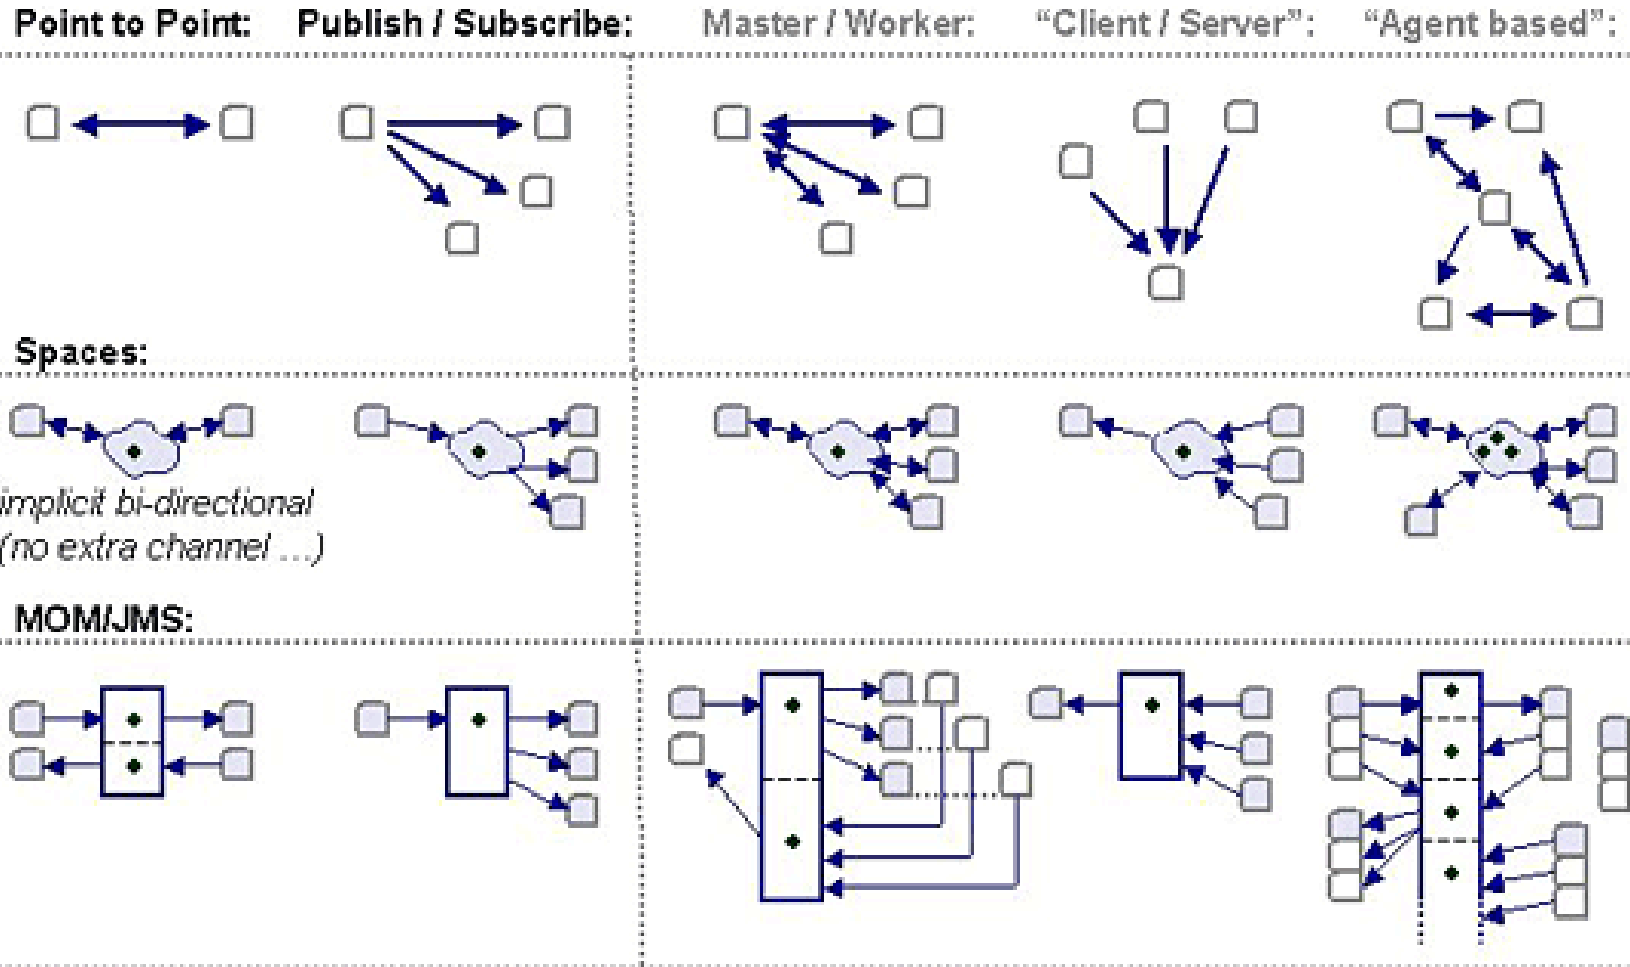 Point to Point: Publish / Subscribe: Master / Worker: “Client / Server”: “Agent based”:
Spaces:
implicit bi-directional
(no extra channel ...)
MOM/JMS: